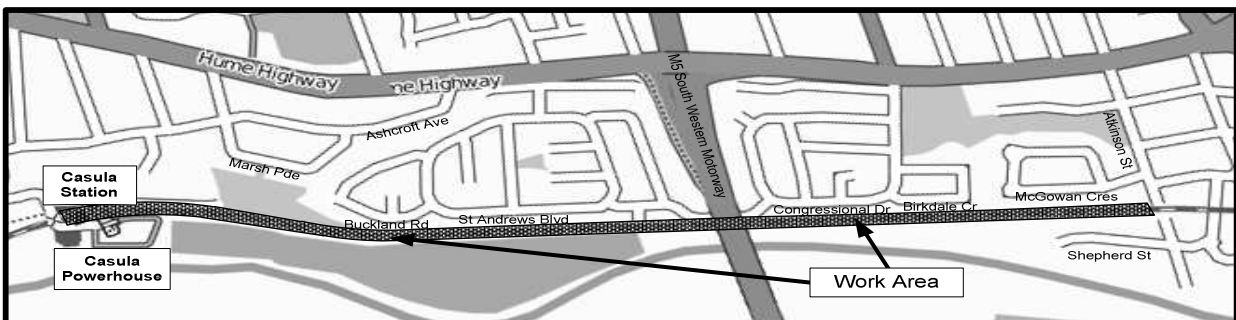 Hume Highway
me Highway
M5 South Western Motorway
Ashcroft Ave
Atkinson St
Marsh Pde
Casula
Station
Buckland Rd
St Andrews Blvd
Congressional Dr
Birkdale Cr
McGowan Cres
Shepherd St
Casula
Powerhouse
Work Area